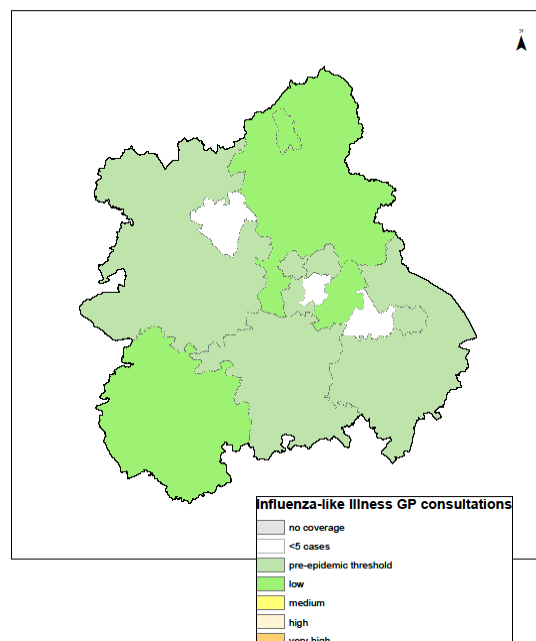 N
Influenza-like Illness GP consultations
no coverage
<5 cases
pre-epidemic threshold
low
medium
high
very high